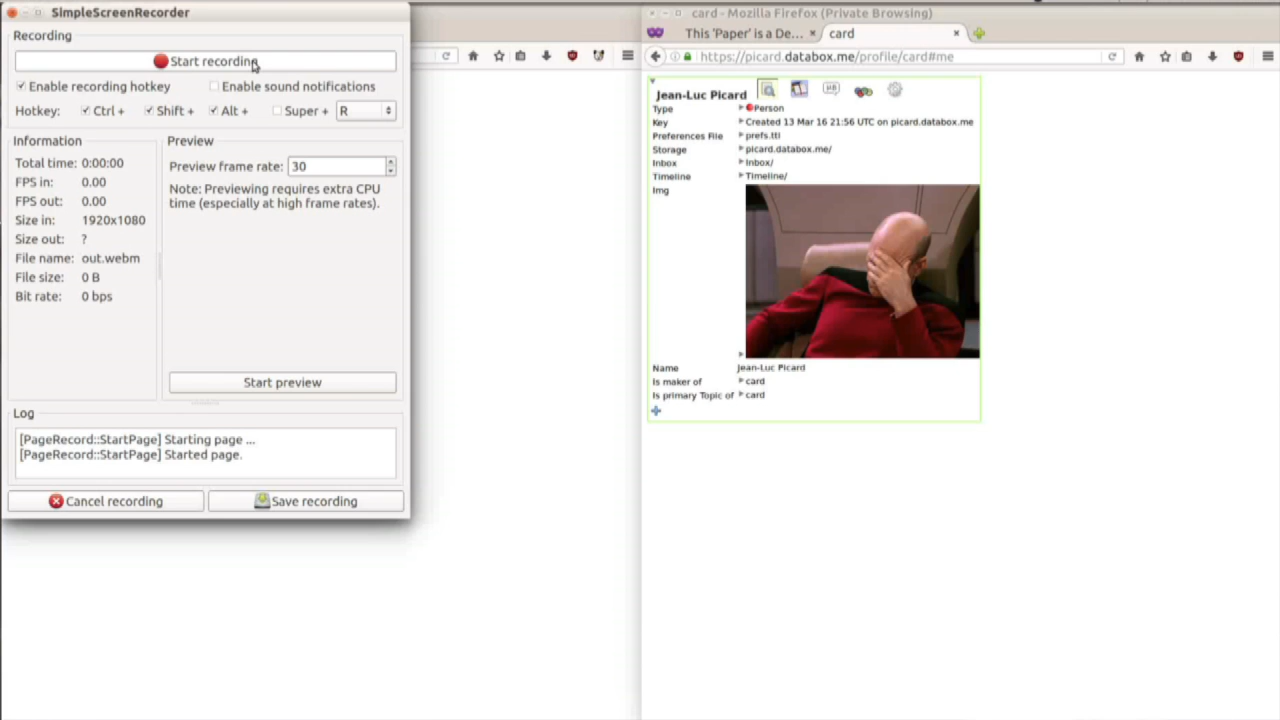 SimpleScreenRecorder
Recording
Start recording
Enable recording hotkey
Enable sound notifications
Hotkey:
Ctrl +
Shift +
Alt +
Super +
R
Information
Total time: 0:00:00
FPS in: 0.00
FPS out: 0.00
Size in: 1920x1080
Size out: ?
File name: out.webm
File size: 0 B
Bit rate: 0 bps
Preview
Preview frame rate: 30
Note: Previewing requires extra CPU
time (especially at high frame rates).
Start preview
Log
[PageRecord::StartPage] Starting page ...
[PageRecord::StartPage] Started page.
Cancel recording
Save recording
card - Mozilla Firefox (Private Browsing)
This 'Paper' is a De...
card
https://picard.databox.me/profile/card#me
Jean-Luc Picard
Type Person
Key Created 13 Mar 16 21:56 UTC on picard.databox.me
Preferences File prefs.ttl
Storage picard.databox.me/
Inbox Inbox/
Timeline Timeline/
Img
Name Jean-Luc Picard
Is maker of card
Is primary Topic of card